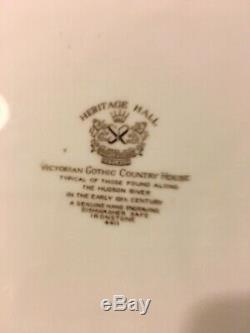 HERITAGE HALL
VICTORIAN GOTHIC COUNTRY HOUSE
TYPICAL OF THOSE FOUND ALONG
THE HUDSON RIVER
IN THE EARLY 19TH CENTURY
A GENUINE HAND ENGRAVING
DISHWASHER SAFE
IRONSTONE
4411